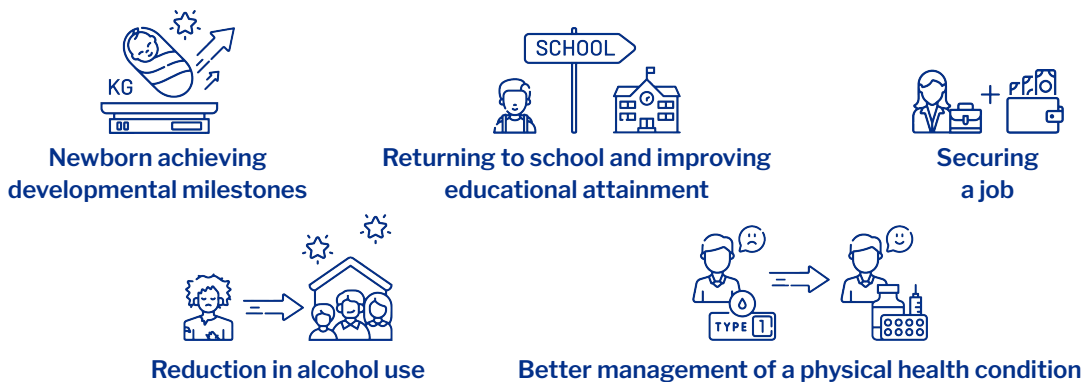 SCHOOL
KG
Newborn achieving
developmental milestones
Returning to school and improving
educational attainment
Securing
a job
TYPE 1
Reduction in alcohol use
Better management of a physical health condition